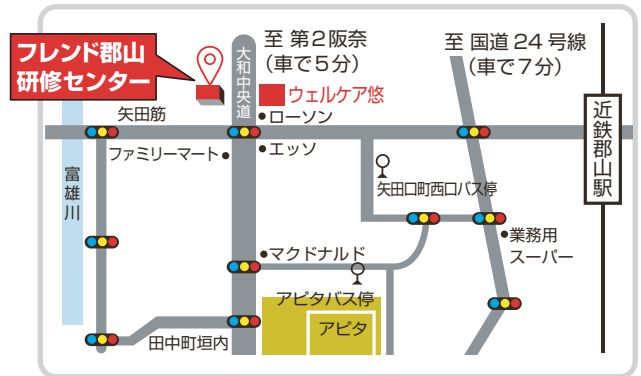 フレンド郡山
研修センター
大和中央道
至 第2阪奈
(車で5分)
至 国道24号線
(車で7分)
ウェルケア悠
ローソン
矢田筋
ファミリーマート
エッソ
富雄川
矢田口町西口バス停
近鉄郡山駅
業務用
スーパー
マクドナルド
アピタバス停
アピタ
田中町垣内